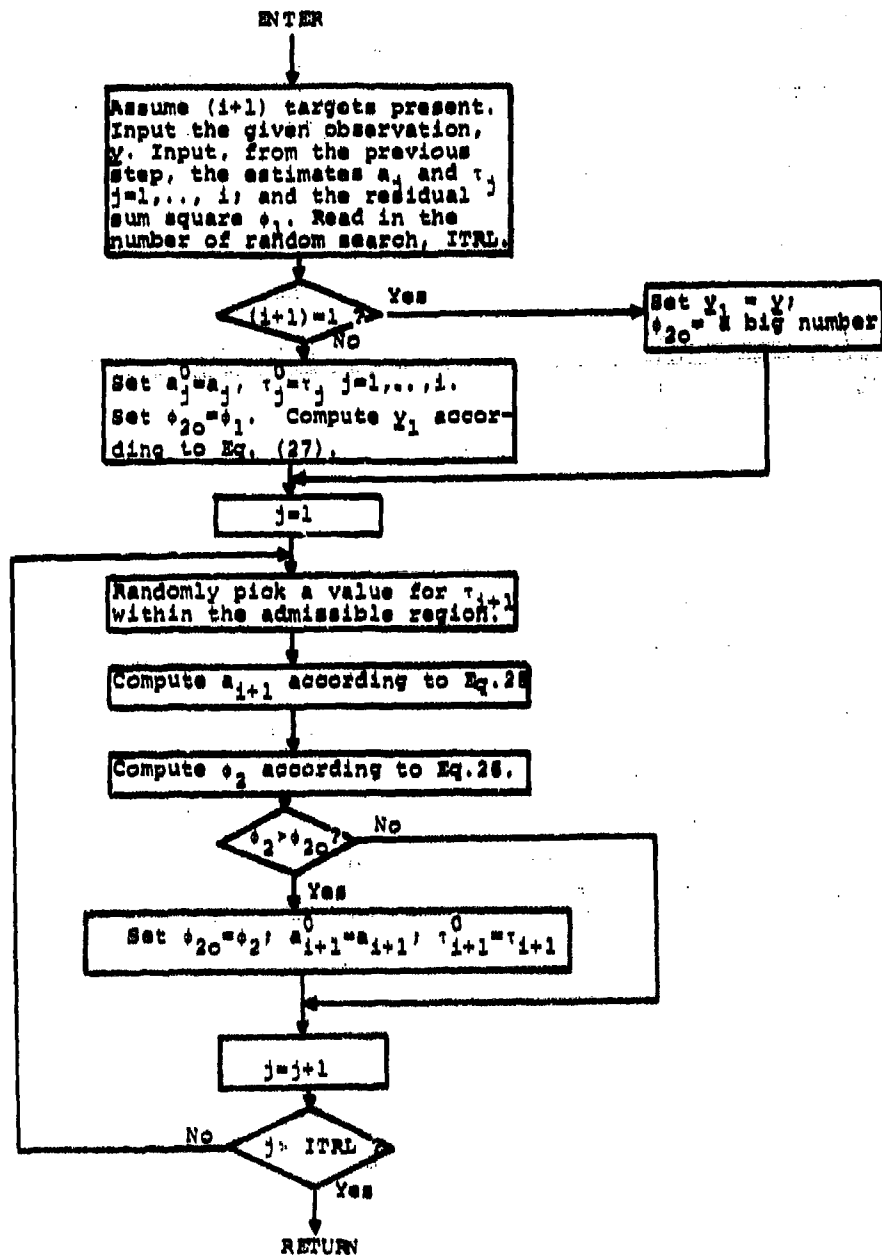 ENTER
Assume (i+1) targets present.
Input the given observation,
y. Input, from the previous
step, the estimates a_j and τ_j
j=1,.., i; and the residual
sum square φ_1. Read in the
number of random search, ITRL.
(i+1)=1 ?
Yes
Set y_1 = y;
φ_2o= a big number
No
Set a_j^0=a_j, τ_j^0=τ_j j=1,..,i.
Set φ_2o=φ_1. Compute y_1 accor-
ding to Eq. (27).
j=1
Randomly pick a value for τ_i+1
within the admissible region.
Compute a_i+1 according to Eq.
Compute φ_2 according to Eq.26.
φ_2>φ_2o?
No
Yes
Set φ_2o=φ_2; a_i+1^0=a_i+1; τ_i+1^0=τ_i+1
j=j+1
No
j> ITRL ?
Yes
RETURN